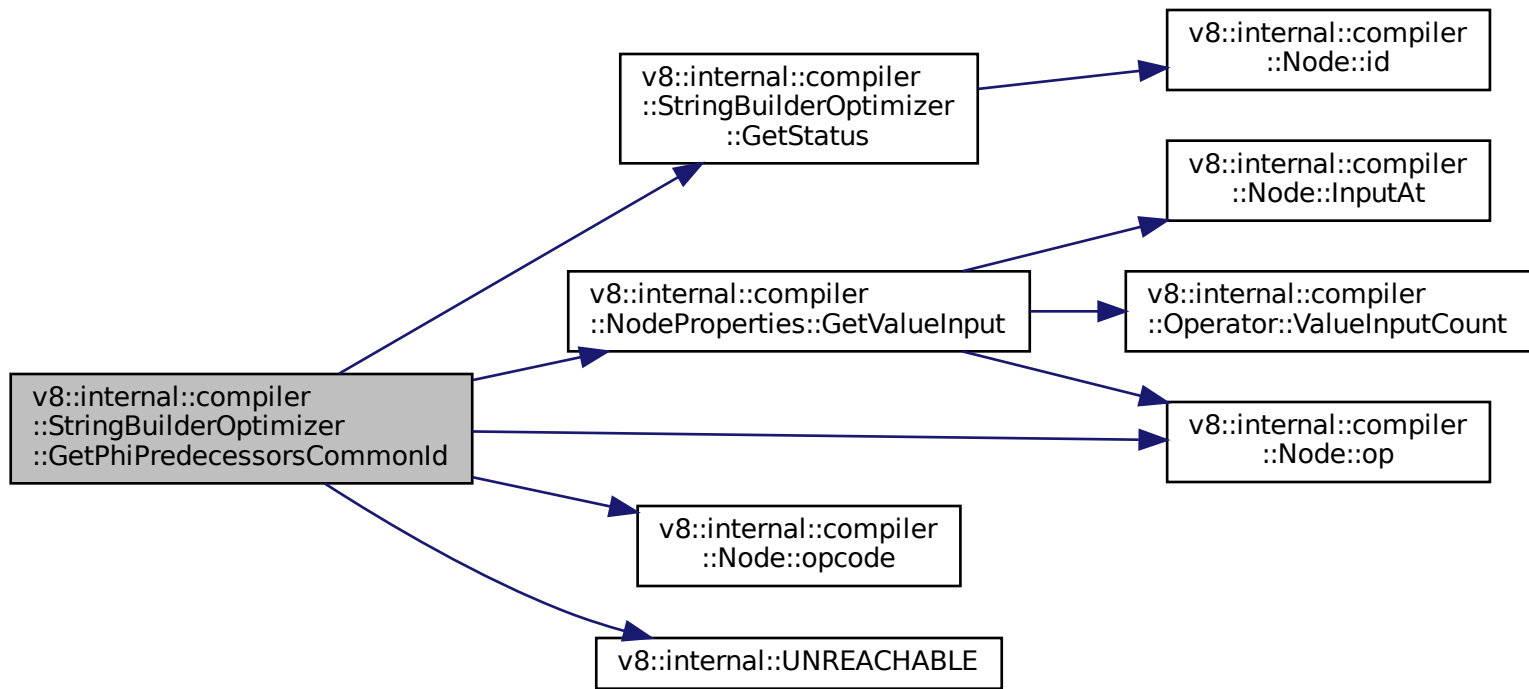 v8::internal::compiler
::Node::id
v8::internal::compiler
::StringBuilderOptimizer
::GetStatus
v8::internal::compiler
::Node::InputAt
v8::internal::compiler
::NodeProperties::GetValueInput
v8::internal::compiler
::Operator::ValueInputCount
v8::internal::compiler
::StringBuilderOptimizer
::GetPhiPredecessorsCommonId
v8::internal::compiler
::Node::op
v8::internal::compiler
::Node::opcode
v8::internal::UNREACHABLE